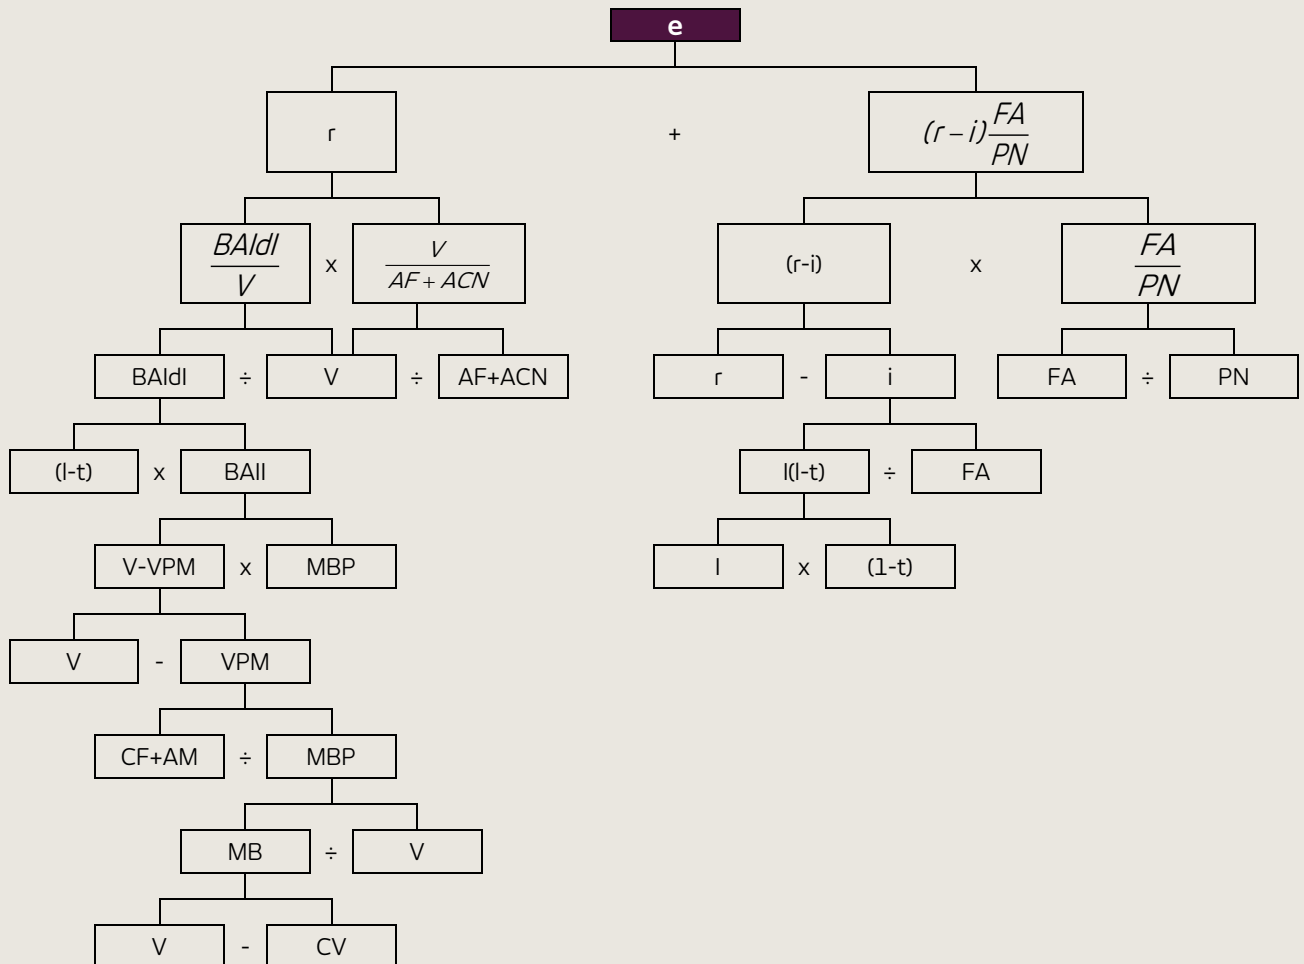 e
r + (r – i) FA
PN
BAIdI
V x V
AF + ACN (r-i) x FA
PN
BAIdI ÷ V ÷ AF+ACN r - i FA ÷ PN
(l-t) x BAII l(l-t) ÷ FA
V-VPM x MBP l x (1-t)
V - VPM
CF+AM ÷ MBP
MB ÷ V
V - CV